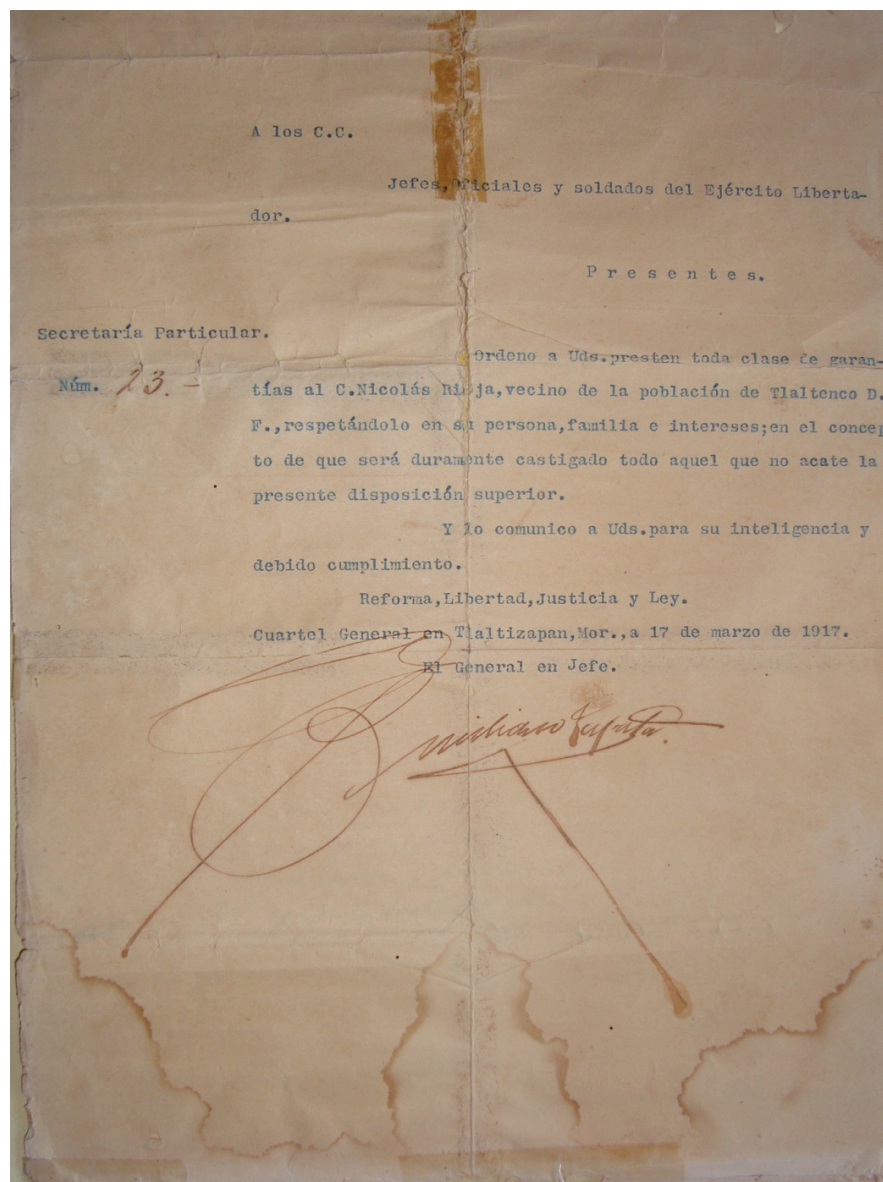 A los C.C.
Jefes,Oficiales y soldados del Ejército Liberta-
dor.
P r e s e n t e s.
Secretaría Particular.
Núm. 23.-
Ordeno a Uds.presten toda clase de garan-
tías al C.Nicolás Rioja,vecino de la población de Tlaltenco D.
F.,respetándolo en su persona,familia e intereses;en el concep
to de que será duramente castigado todo aquel que no acate la
presente disposición superior.
Y lo comunico a Uds.para su inteligencia y
debido cumplimiento.
Reforma,Libertad,Justicia y Ley.
Cuartel General en Tlaltizapan,Mor.,a 17 de marzo de 1917.
El General en Jefe.
Emiliano Zapata.